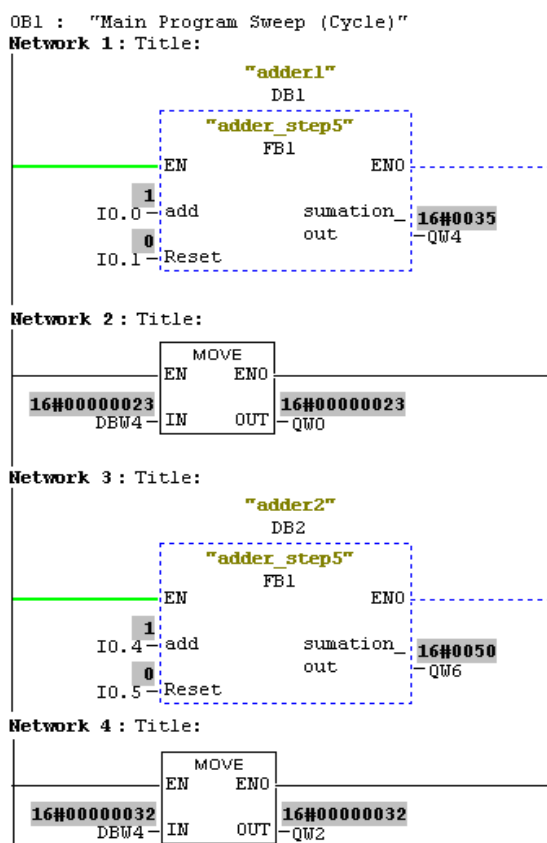 OB1 : "Main Program Sweep (Cycle)"
Network 1 : Title:
"adder1"
DB1
"adder_step5"
FB1
EN ENO
1
I0.0 add sumation_ 16#0035
0 out QW4
I0.1 Reset
Network 2 : Title:
MOVE
EN ENO
16#00000023 16#00000023
DBW4 IN OUT QW0
Network 3 : Title:
"adder2"
DB2
"adder_step5"
FB1
EN ENO
1
I0.4 add sumation_ 16#0050
0 out QW6
I0.5 Reset
Network 4 : Title:
MOVE
EN ENO
16#00000032 16#00000032
DBW4 IN OUT QW2